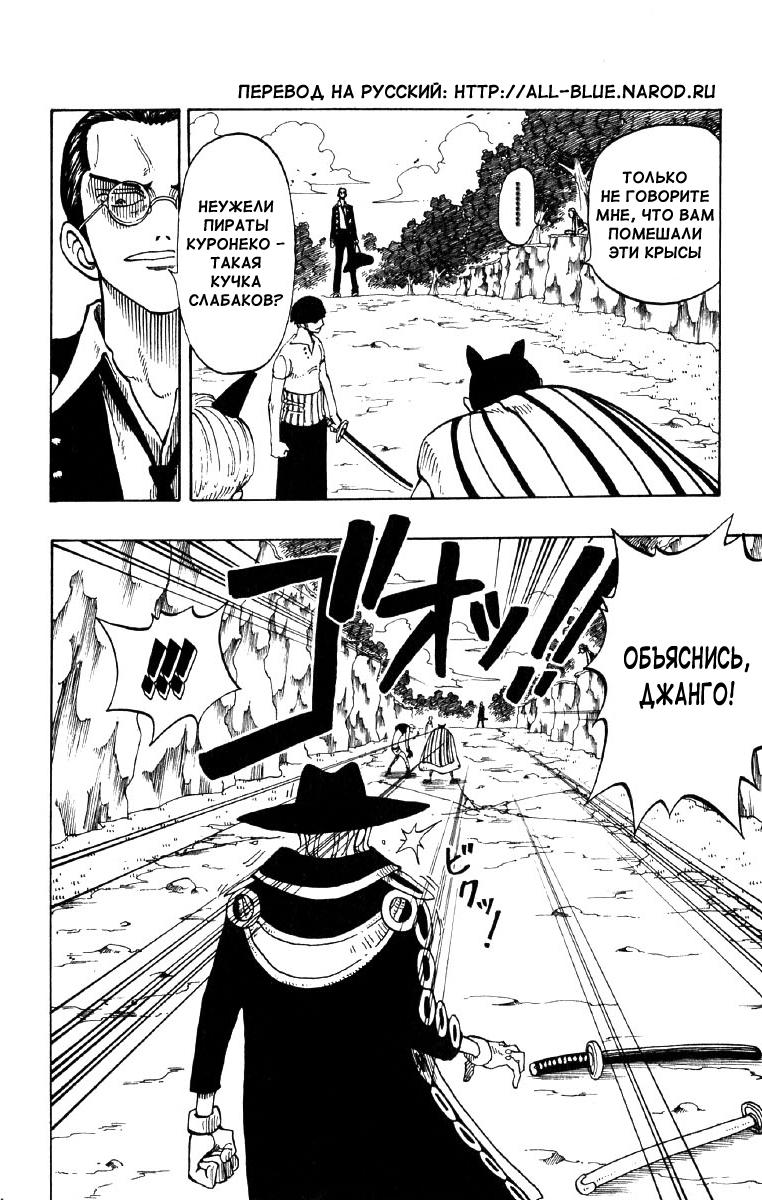 ПЕРЕВОД НА РУССКИЙ: HTTP://ALL-BLUE.NAROD.RU
ТОЛЬКО
НЕ ГОВОРИТЕ
МНЕ, ЧТО ВАМ
ПОМЕШАЛИ
ЭТИ КРЫСЫ
НЕУЖЕЛИ
ПИРАТЫ
КУРОНЕКО –
ТАКАЯ
КУЧКА
СЛАБАКОВ?
ОБЪЯСНИСЬ,
ДЖАНГО!
!!!
ゴオッ!!
ビクッ!